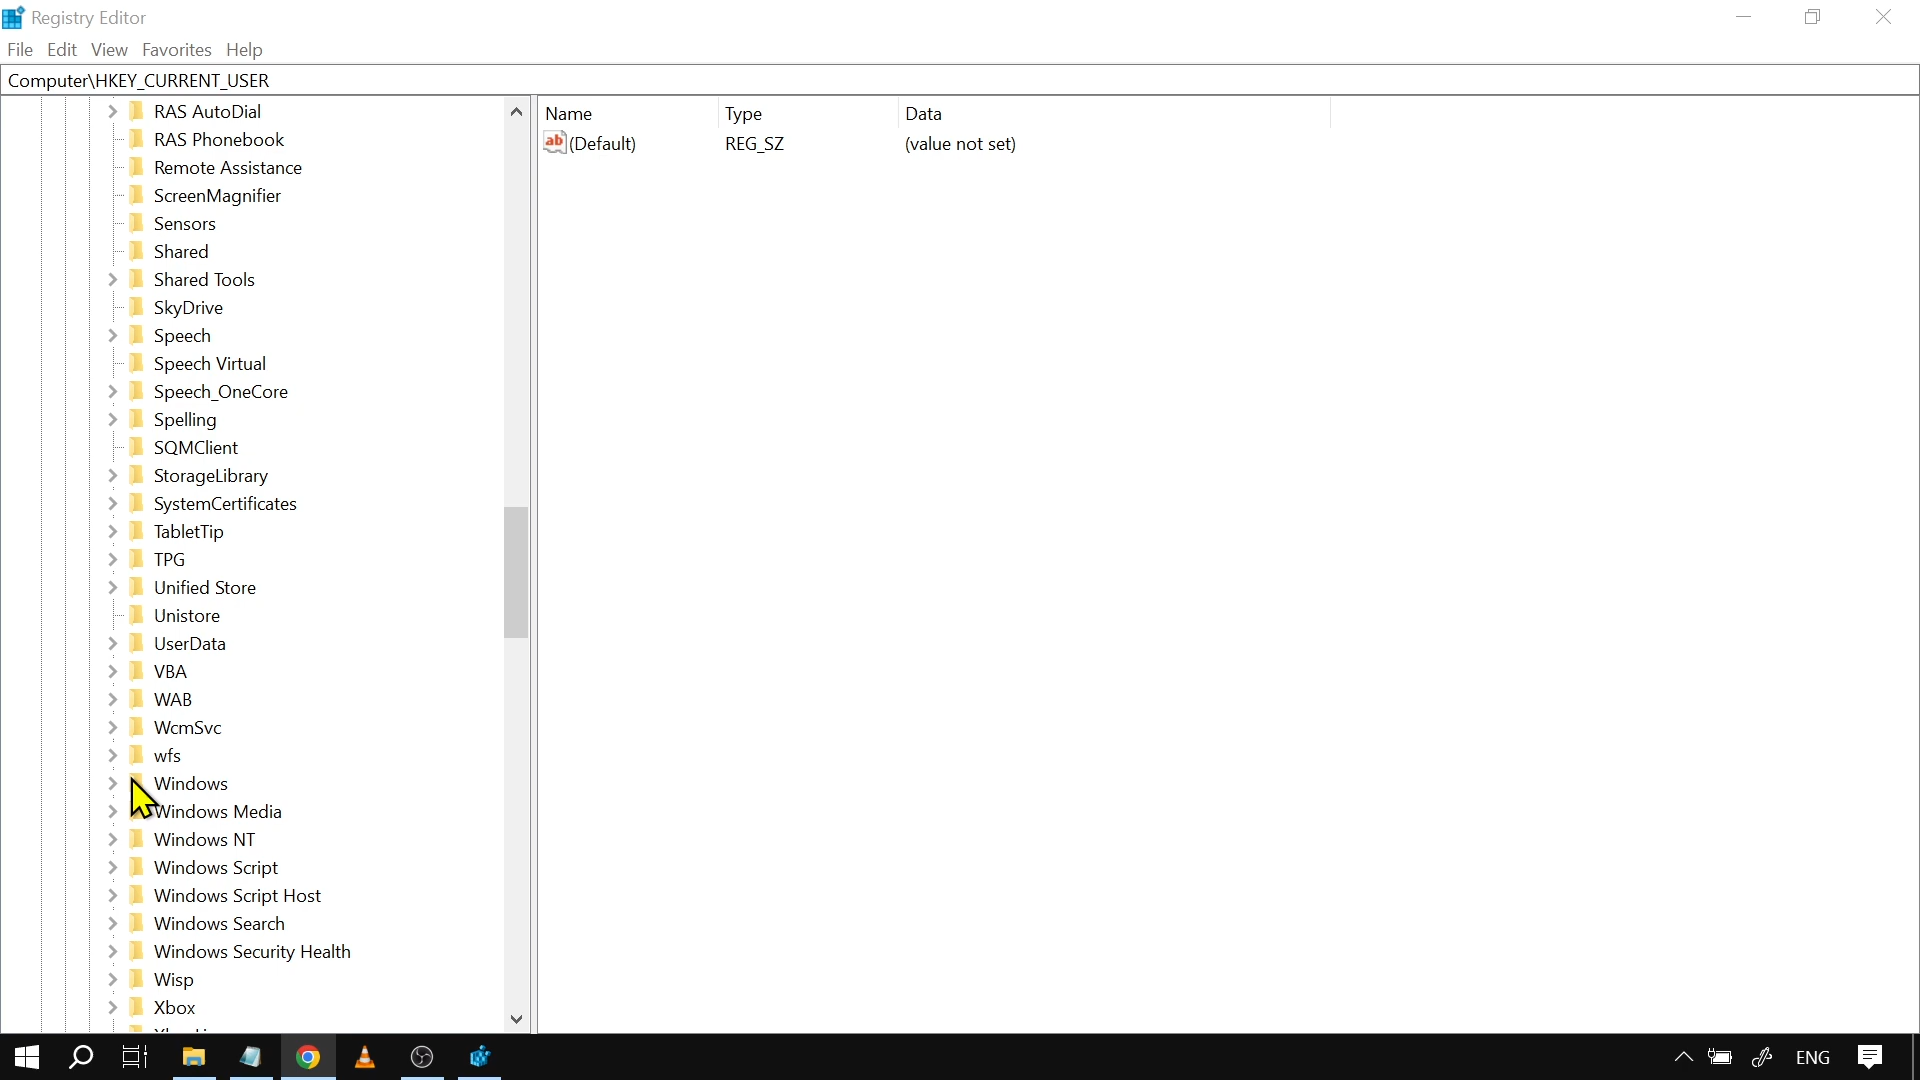 Registry Editor
File Edit View Favorites Help
Computer\HKEY_CURRENT_USER
Name Type Data
ab (Default) REG_SZ (value not set)
RAS AutoDial
RAS Phonebook
Remote Assistance
ScreenMagnifier
Sensors
Shared
Shared Tools
SkyDrive
Speech
Speech Virtual
Speech_OneCore
Spelling
SQMClient
StorageLibrary
SystemCertificates
TabletTip
TPG
Unified Store
Unistore
UserData
VBA
WAB
WcmSvc
wfs
Windows
Windows Media
Windows NT
Windows Script
Windows Script Host
Windows Search
Windows Security Health
Wisp
Xbox
ENG